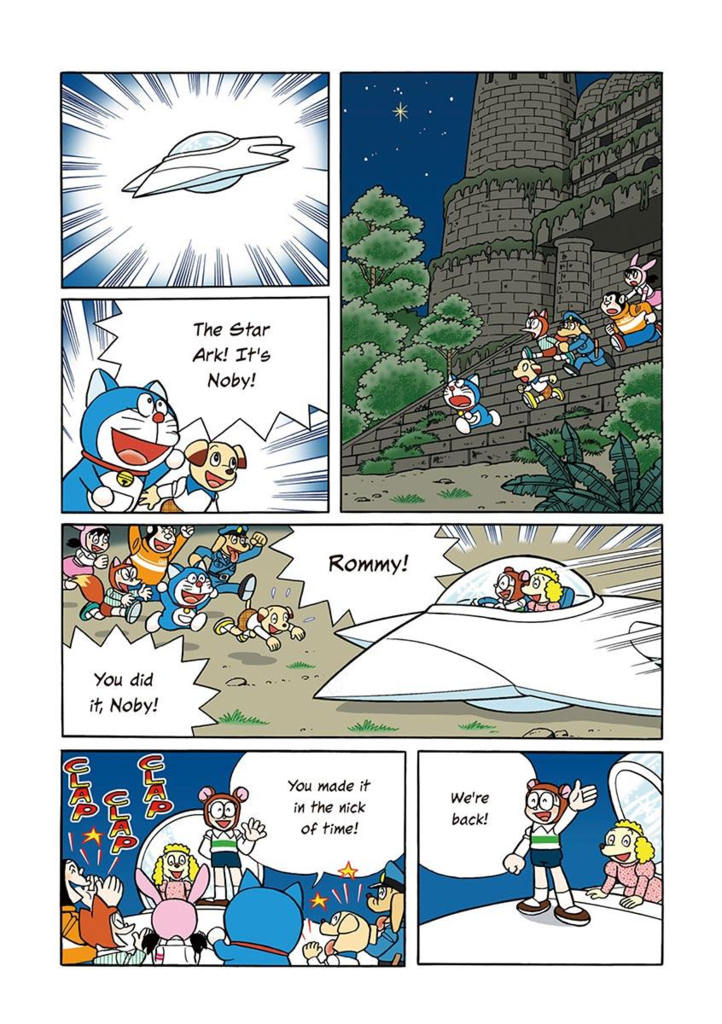 The Star
Ark! It's
Noby!
Rommy!
You did
it, Noby!
CLAP
CLAP
CLAP
You made it
in the nick
of time!
We're
back!